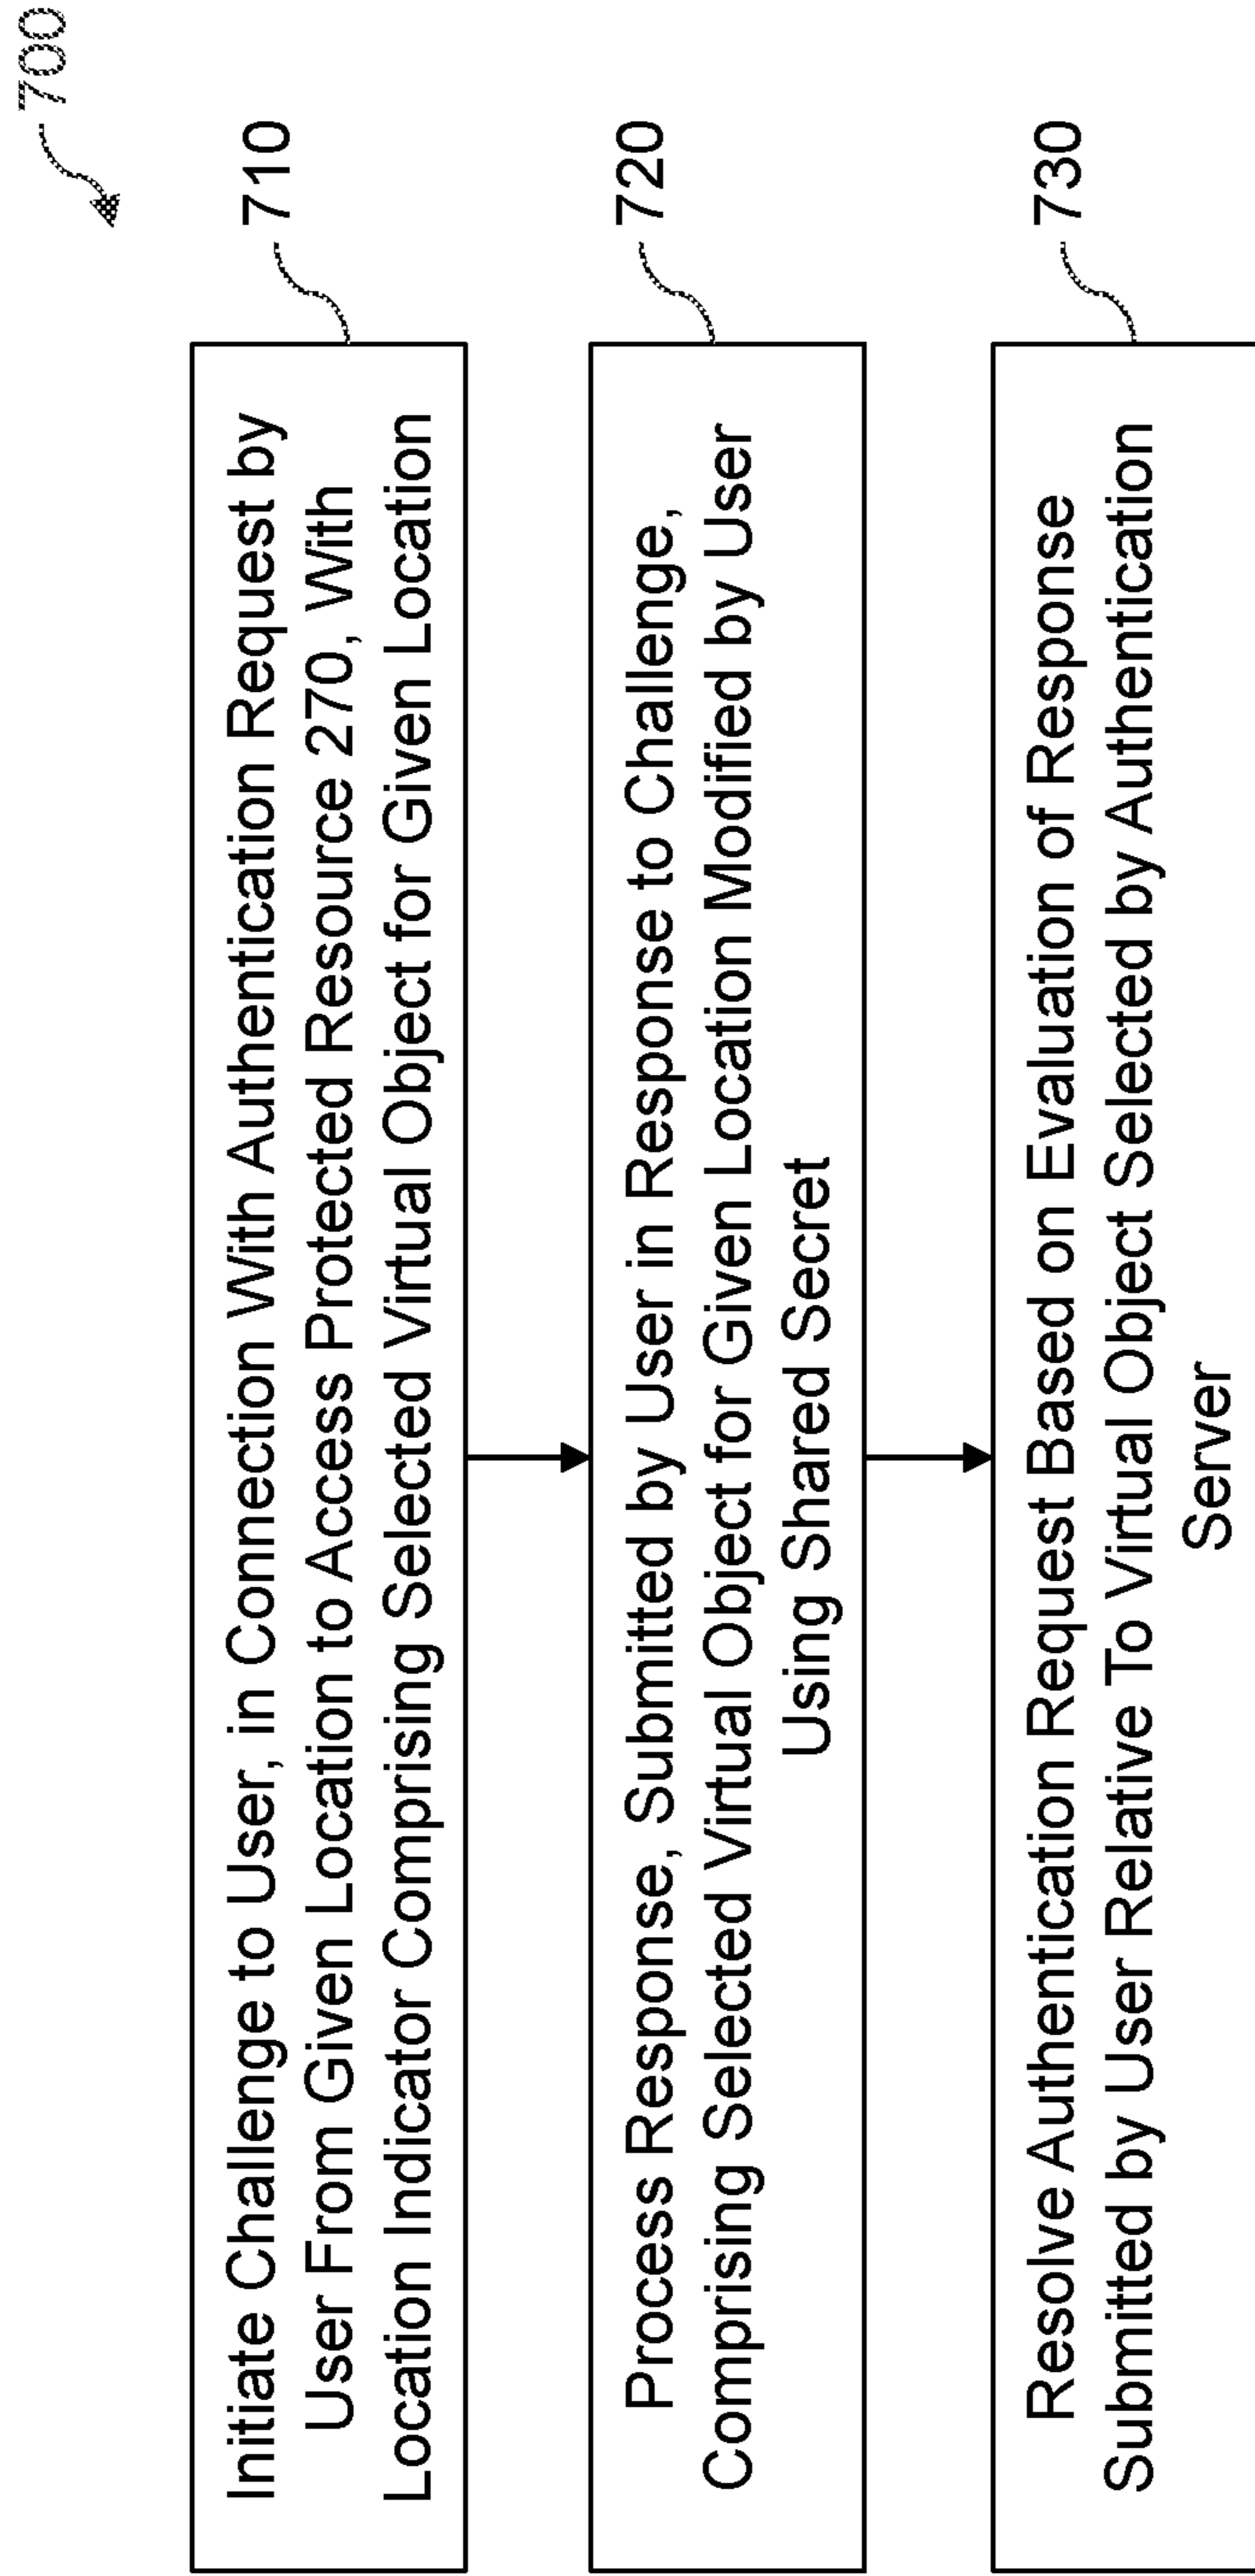 700
Initiate Challenge to User, in Connection With Authentication Request by
User From Given Location to Access Protected Resource 270, With
Location Indicator Comprising Selected Virtual Object for Given Location
710
Process Response, Submitted by User in Response to Challenge,
Comprising Selected Virtual Object for Given Location Modified by User
Using Shared Secret
720
Resolve Authentication Request Based on Evaluation of Response
Submitted by User Relative To Virtual Object Selected by Authentication
Server
730